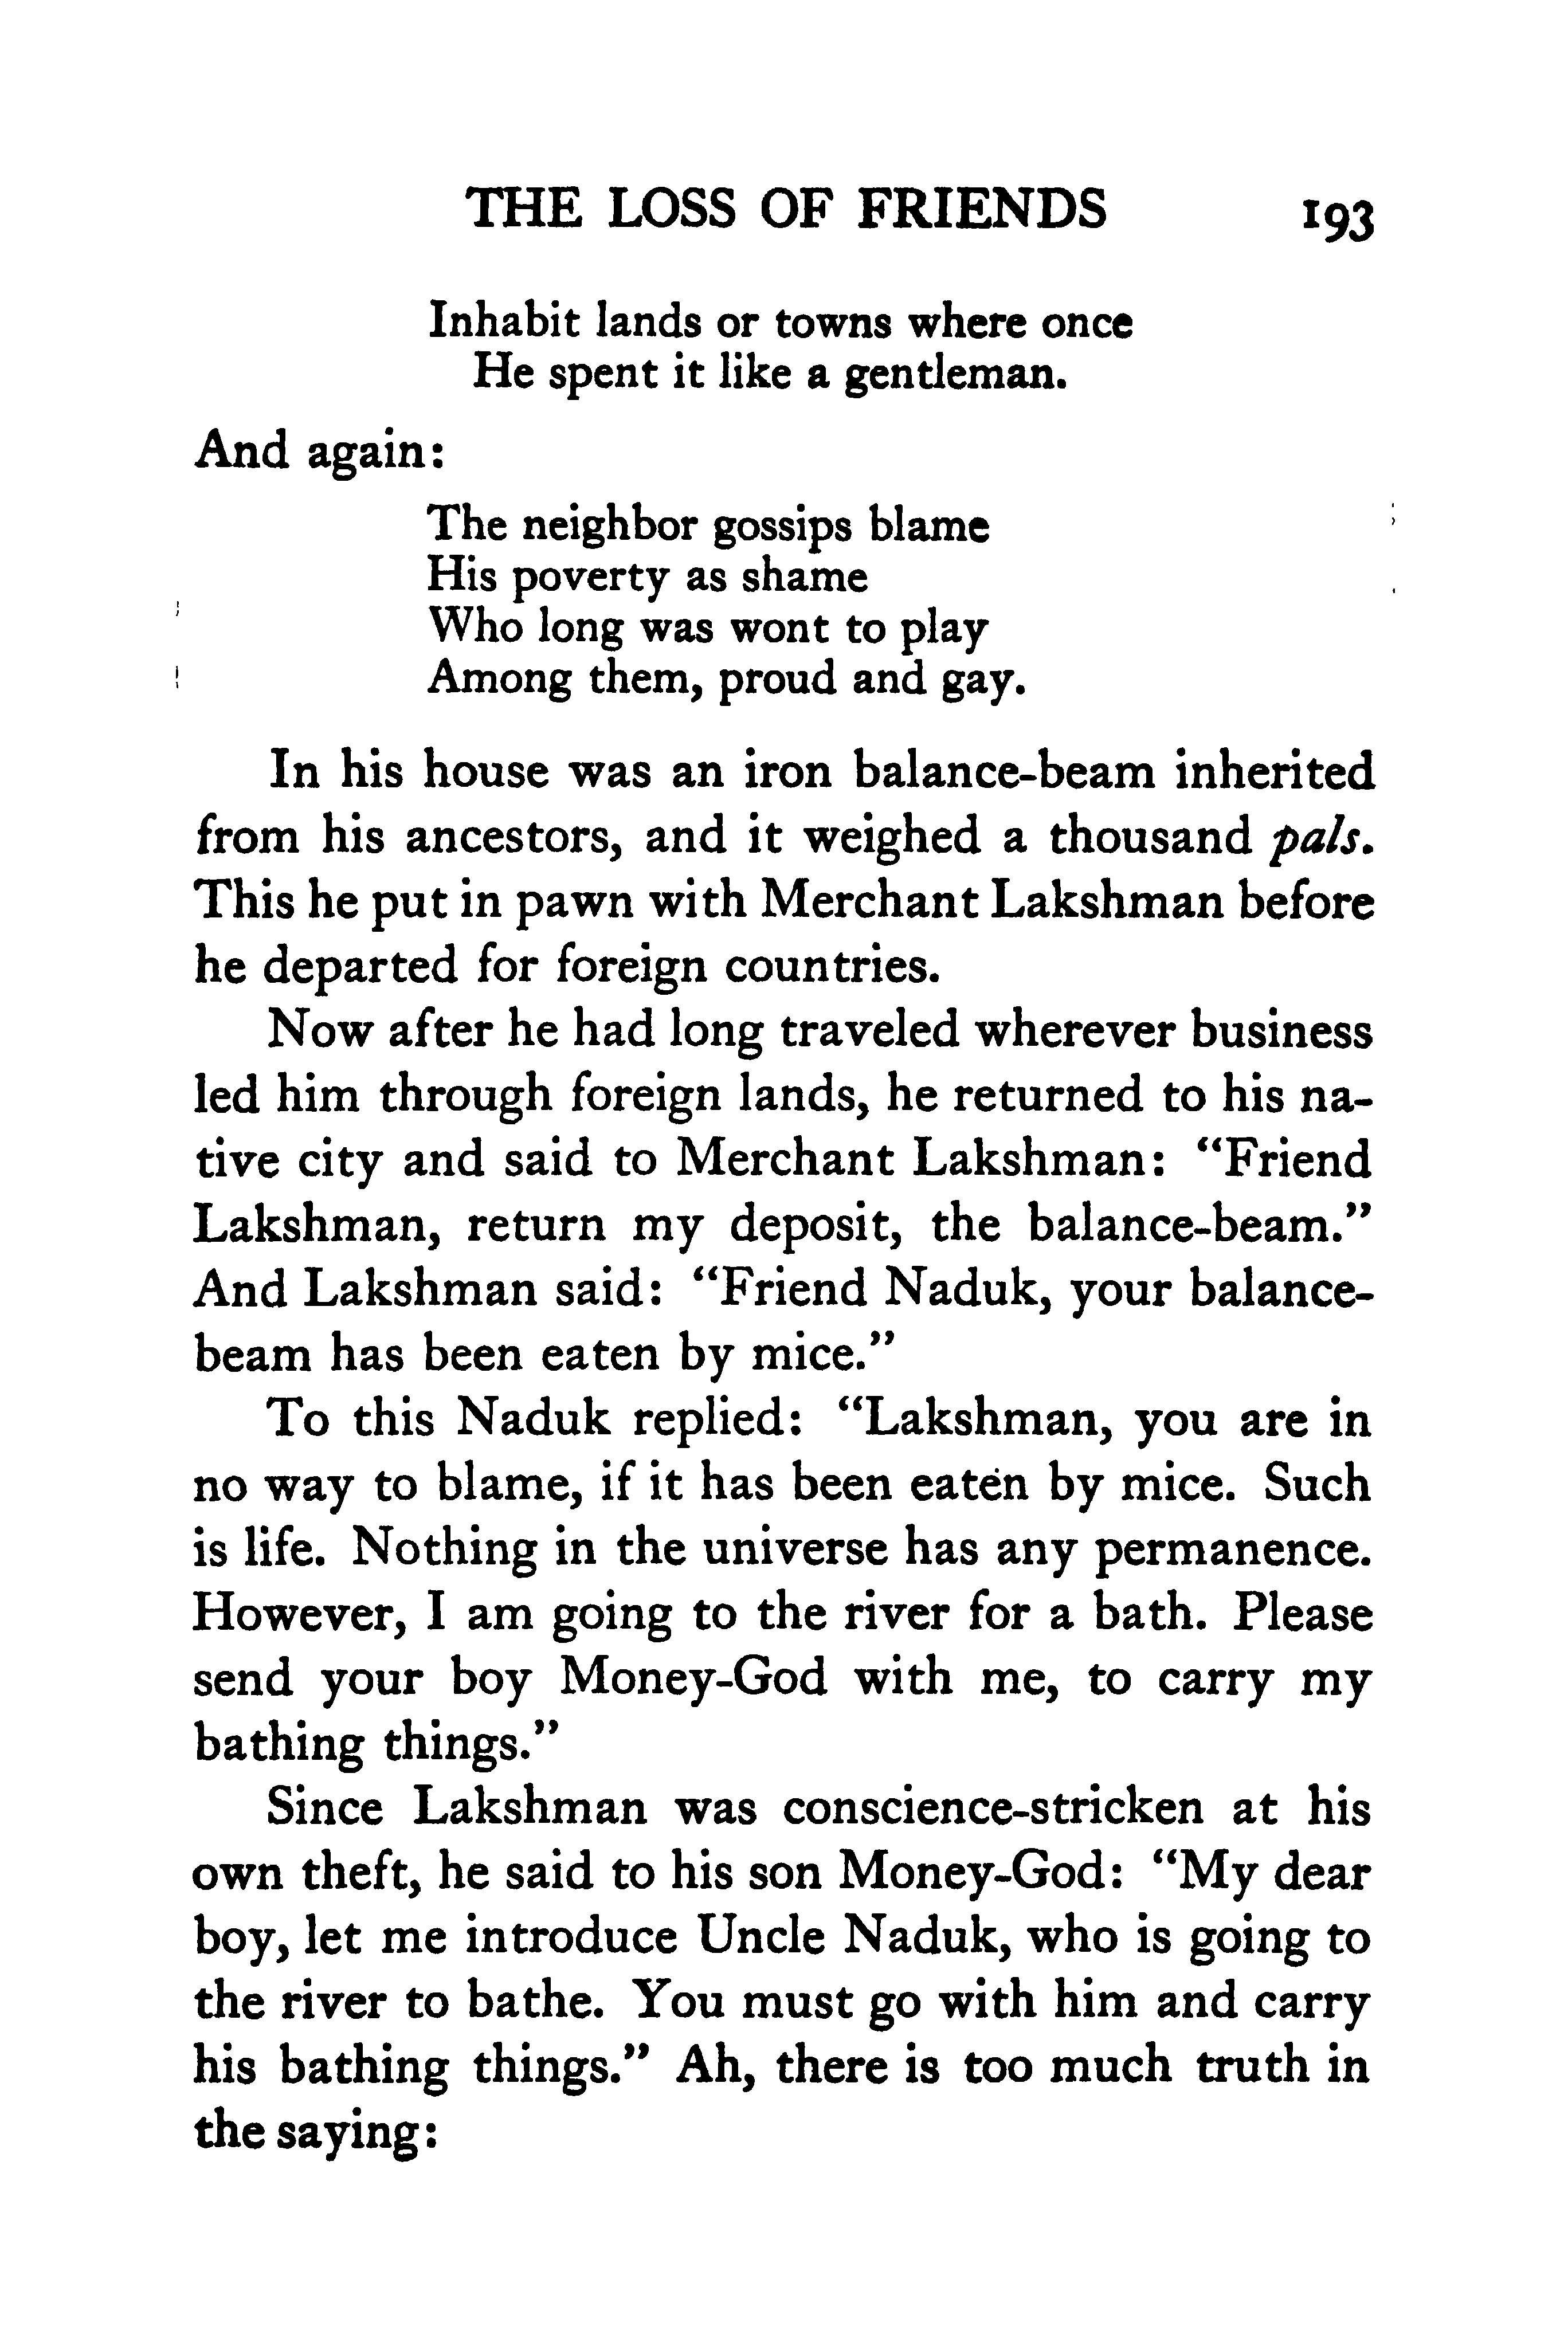 THE LOSS OF FRIENDS 193
Inhabit lands or towns where once
He spent it like a gentleman.
And again:
The neighbor gossips blame
His poverty as shame
Who long was wont to play
Among them, proud and gay.
In his house was an iron balance-beam inherited
from his ancestors, and it weighed a thousand pals.
This he put in pawn with Merchant Lakshman before
he departed for foreign countries.
Now after he had long traveled wherever business
led him through foreign lands, he returned to his na-
tive city and said to Merchant Lakshman: “Friend
Lakshman, return my deposit, the balance-beam.”
And Lakshman said: “Friend Naduk, your balance-
beam has been eaten by mice.”
To this Naduk replied: “Lakshman, you are in
no way to blame, if it has been eaten by mice. Such
is life. Nothing in the universe has any permanence.
However, I am going to the river for a bath. Please
send your boy Money-God with me, to carry my
bathing things.”
Since Lakshman was conscience-stricken at his
own theft, he said to his son Money-God: “My dear
boy, let me introduce Uncle Naduk, who is going to
the river to bathe. You must go with him and carry
his bathing things.” Ah, there is too much truth in
the saying: